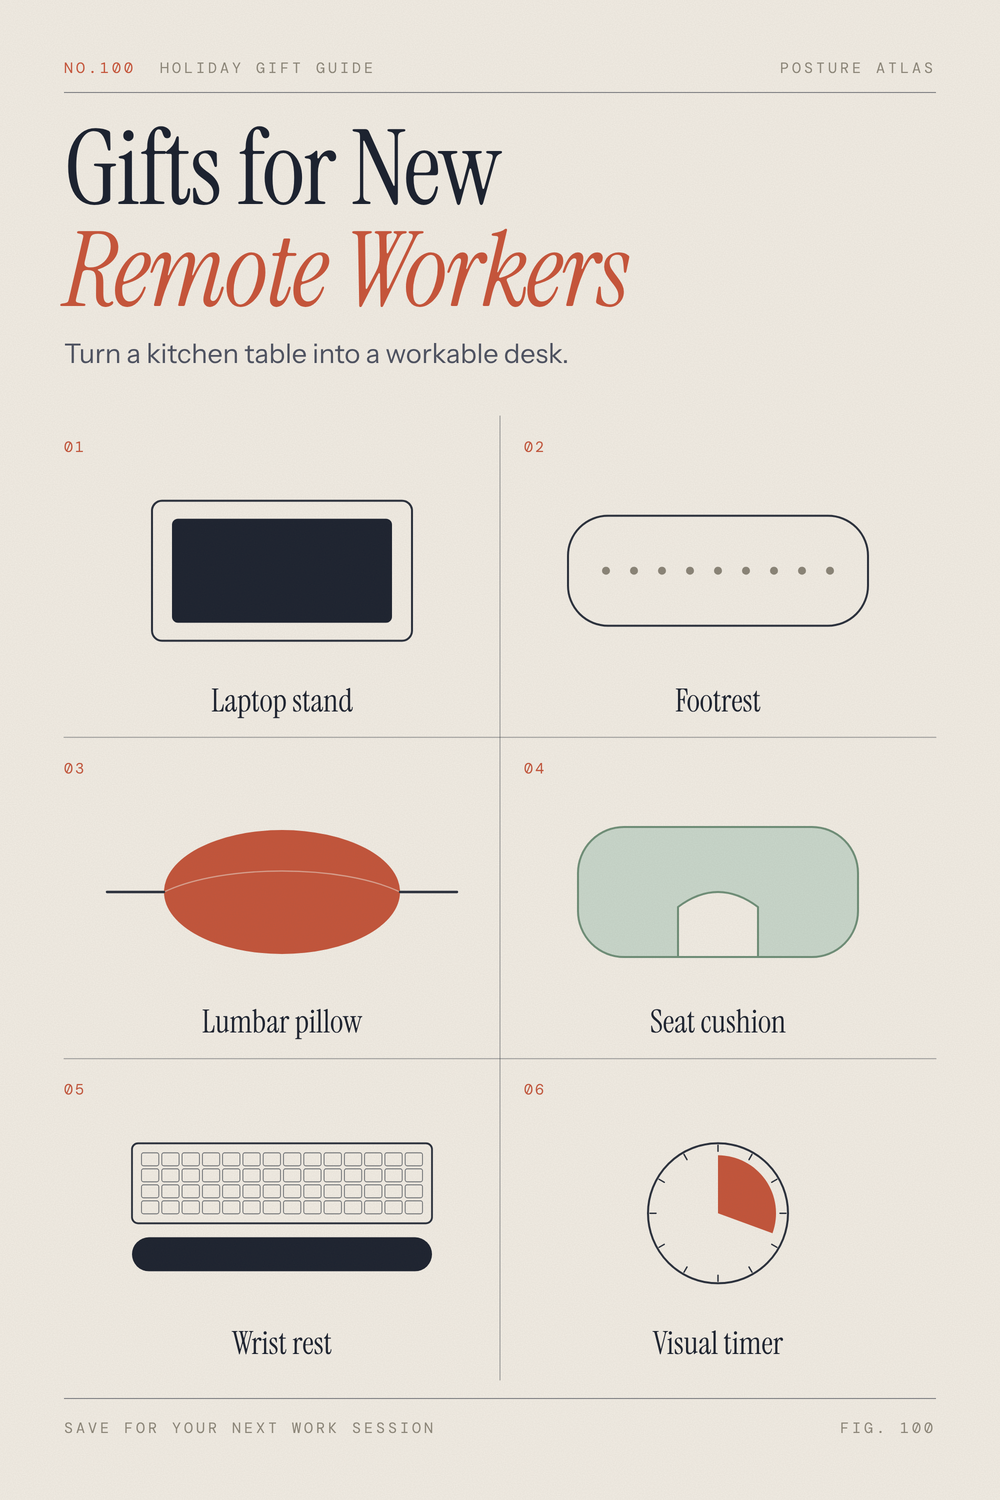 NO.100 HOLIDAY GIFT GUIDE
POSTURE ATLAS
Gifts for New
Remote Workers
Turn a kitchen table into a workable desk.
01
02
Laptop stand
Footrest
03
04
Lumbar pillow
Seat cushion
05
06
Wrist rest
Visual timer
SAVE FOR YOUR NEXT WORK SESSION
FIG. 100